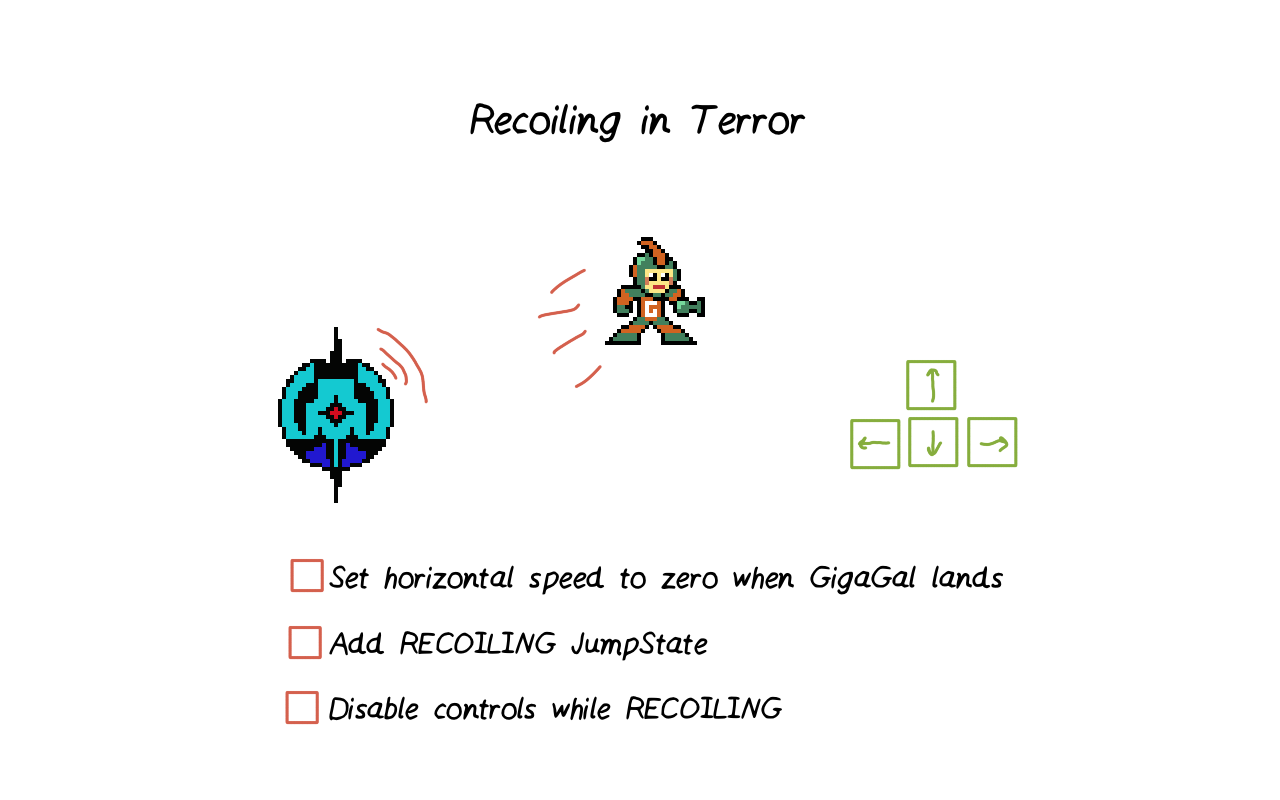 Recoiling in Terror
G
Set horizontal speed to zero when GigaGal lands
Add RECOILING JumpState
Disable controls while RECOILING